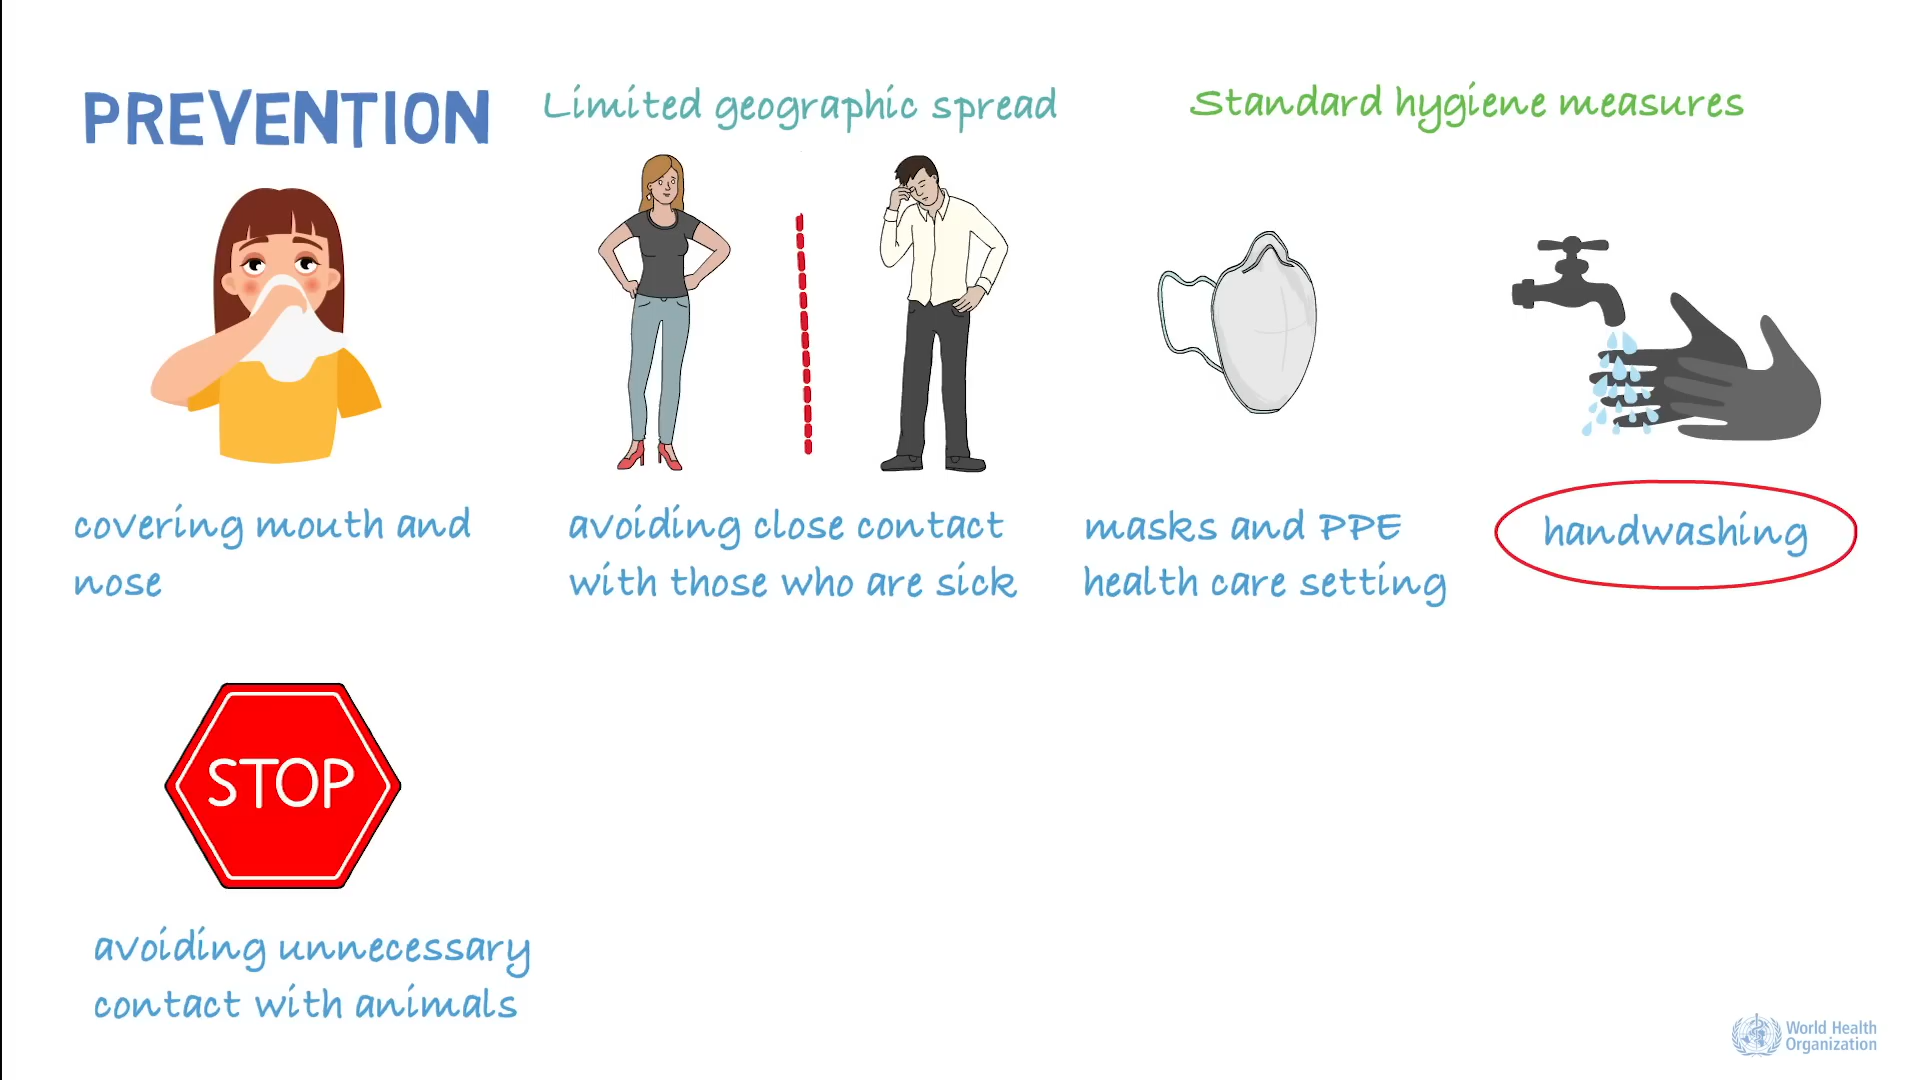 PREVENTION
Limited geographic spread
Standard hygiene measures
covering mouth and
nose
avoiding close contact
with those who are sick
masks and PPE
health care setting
handwashing
STOP
avoiding unnecessary
contact with animals
World Health
Organization